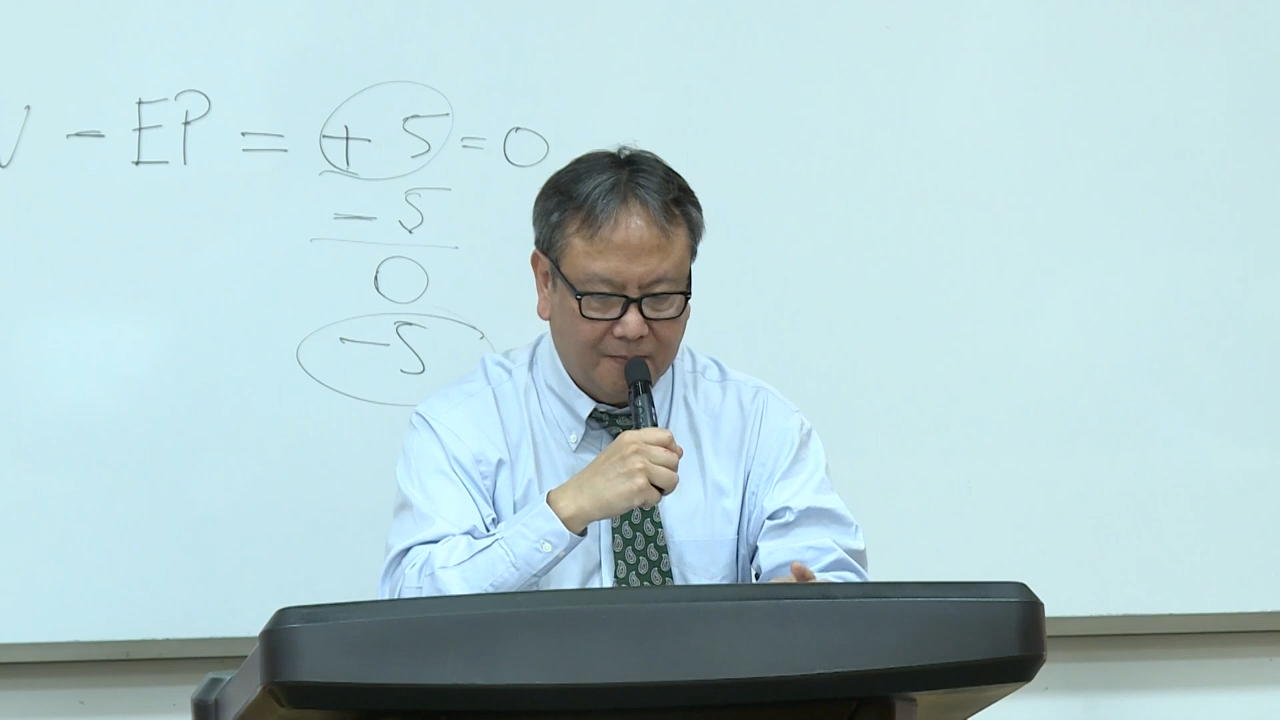 - EP = + 5 = 0
- 5
0
- 5